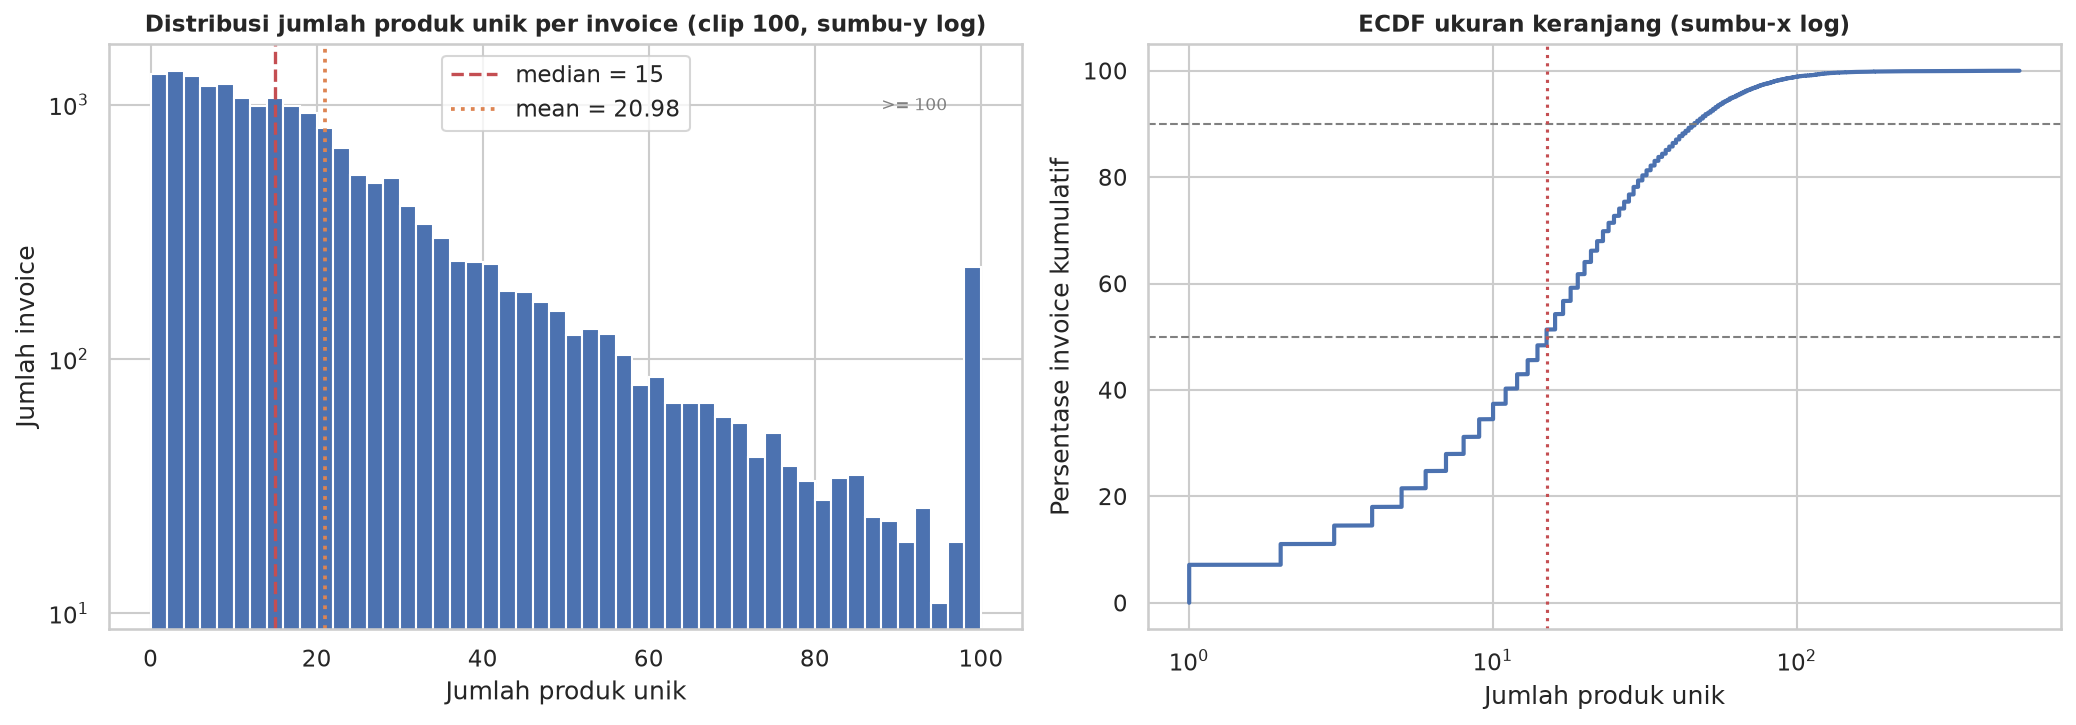 Distribusi jumlah produk unik per invoice (clip 100, sumbu-y log)
median = 15
mean = 20.98
>= 100
10³
10²
10¹
Jumlah invoice
0 20 40 60 80 100
Jumlah produk unik
ECDF ukuran keranjang (sumbu-x log)
100
80
60
40
20
0
Persentase invoice kumulatif
10⁰ 10¹ 10²
Jumlah produk unik